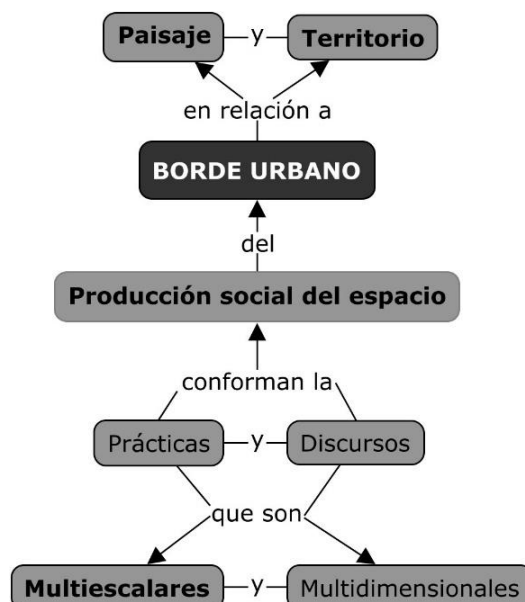 Paisaje y Territorio
en relación a
BORDE URBANO
del
Producción social del espacio
conforman la
Prácticas y Discursos
que son
Multiescalares y Multidimensionales